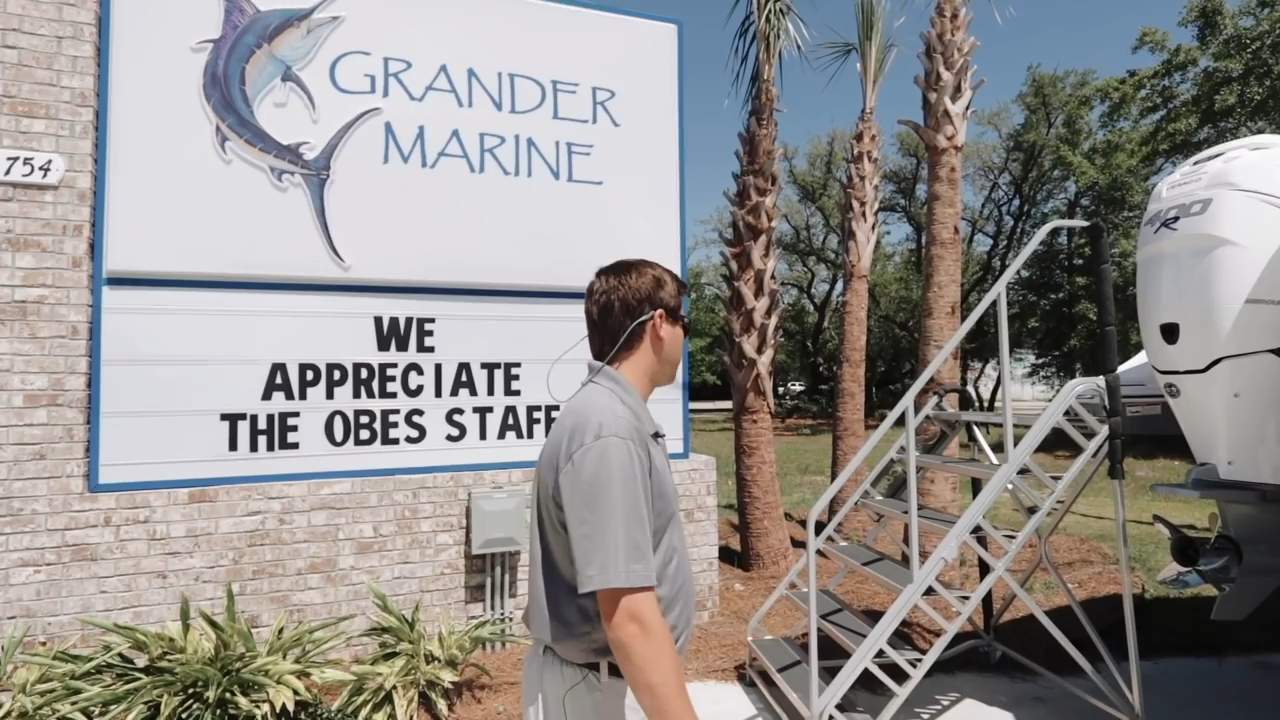 GRANDER
MARINE
754
WE
APPRECIATE
THE OBES STAFF
400
R